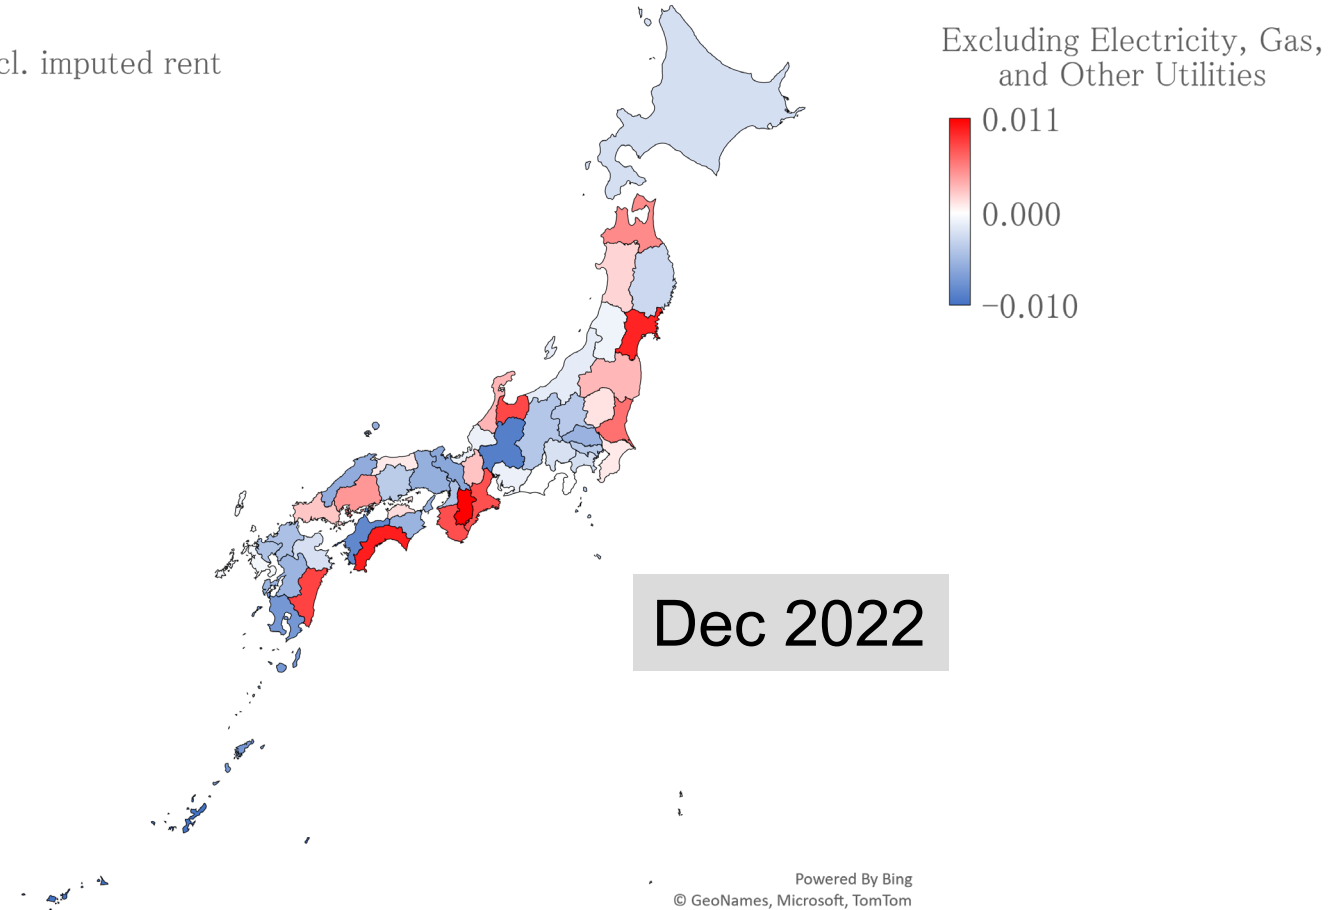 cl. imputed rent
Excluding Electricity, Gas,
and Other Utilities
0.011
0.000
−0.010
Dec 2022
Powered By Bing
© GeoNames, Microsoft, TomTom